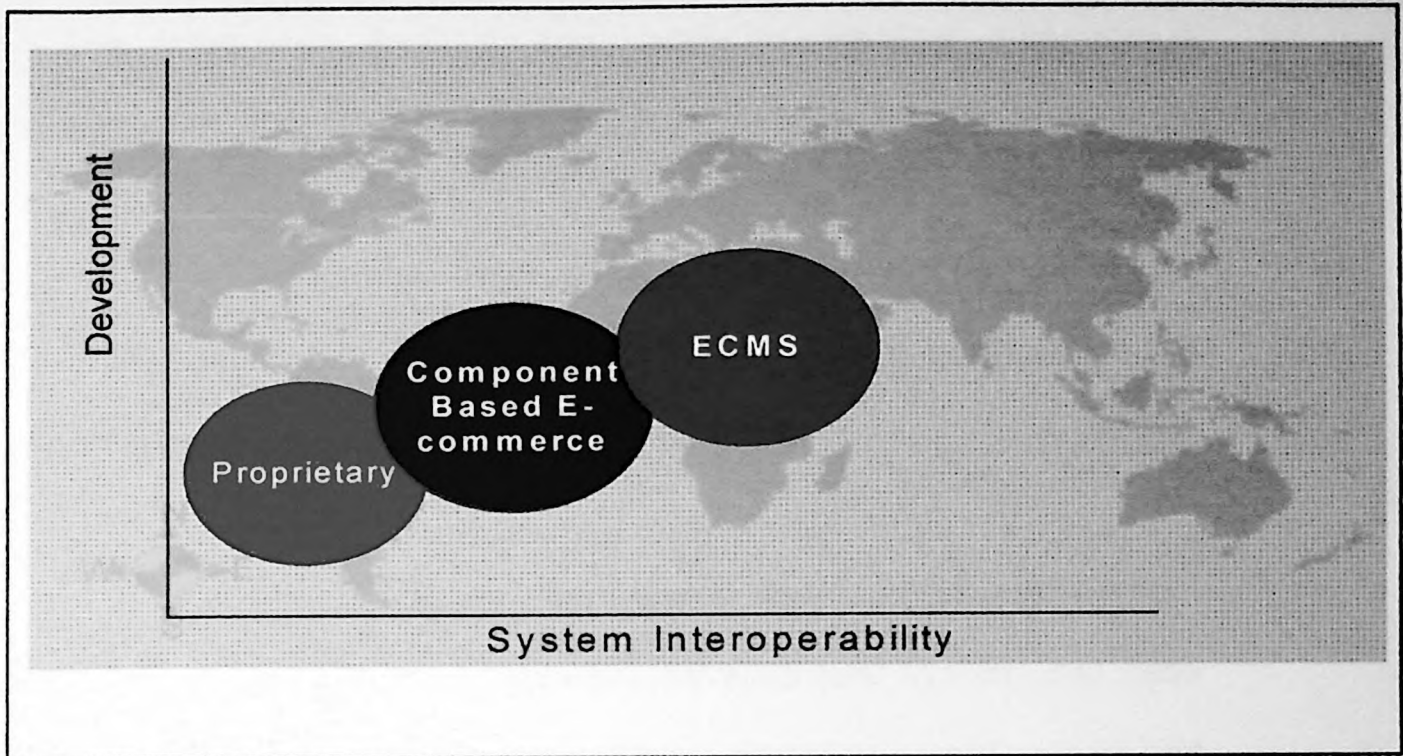 Development
Proprietary
Component
Based E-
commerce
ECMS
System Interoperability